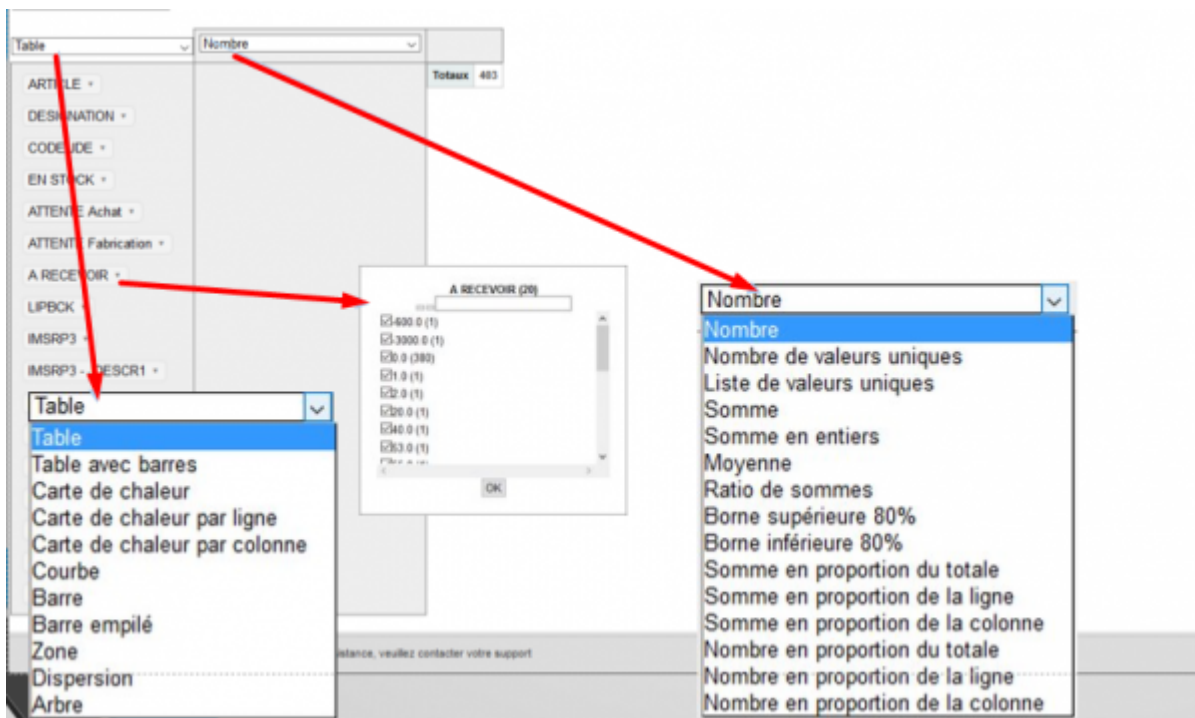 Table
Nombre
Totaux 403
ARTICLE
DESIGNATION
CODE UDE
EN STOCK
ATTENTE Achat
ATTENTE Fabrication
A RECEVOIR
LIPBCK
IMSRP3
IMSRP3 - DESCR1
A RECEVOIR (20)
-600.0 (1)
-3000.0 (1)
0.0 (380)
1.0 (1)
2.0 (1)
20.0 (1)
40.0 (1)
53.0 (1)
OK
Table
Table
Table avec barres
Carte de chaleur
Carte de chaleur par ligne
Carte de chaleur par colonne
Courbe
Barre
Barre empilé
Zone
Dispersion
Arbre
Nombre
Nombre
Nombre de valeurs uniques
Liste de valeurs uniques
Somme
Somme en entiers
Moyenne
Ratio de sommes
Borne supérieure 80%
Borne inférieure 80%
Somme en proportion du totale
Somme en proportion de la ligne
Somme en proportion de la colonne
Nombre en proportion du totale
Nombre en proportion de la ligne
Nombre en proportion de la colonne
istance, veuillez contacter votre support